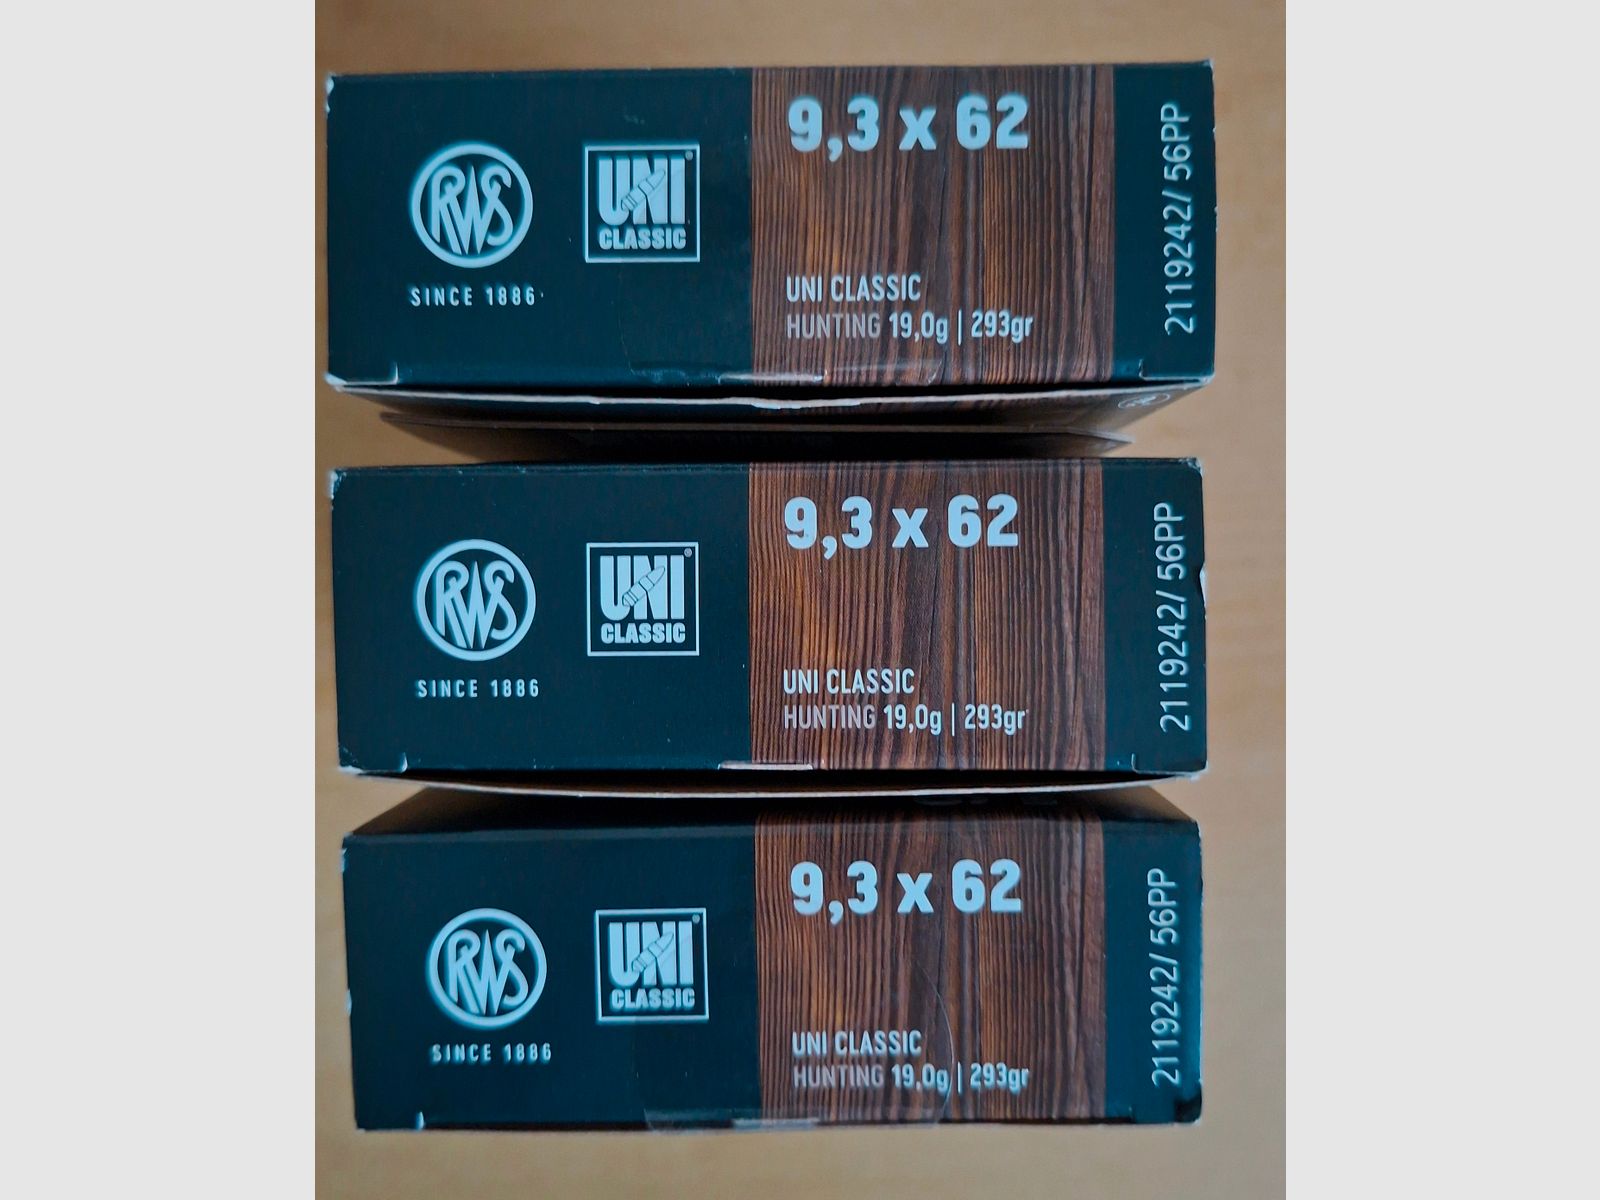 RWS
SINCE 1886
UNI®
CLASSIC
9,3 x 62
UNI CLASSIC
HUNTING 19,0g | 293gr
2119242/ 56PP
RWS
SINCE 1886
UNI®
CLASSIC
9,3 x 62
UNI CLASSIC
HUNTING 19,0g | 293gr
2119242/ 56PP
RWS
SINCE 1886
UNI®
CLASSIC
9,3 x 62
UNI CLASSIC
HUNTING 19,0g | 293gr
2119242/ 56PP